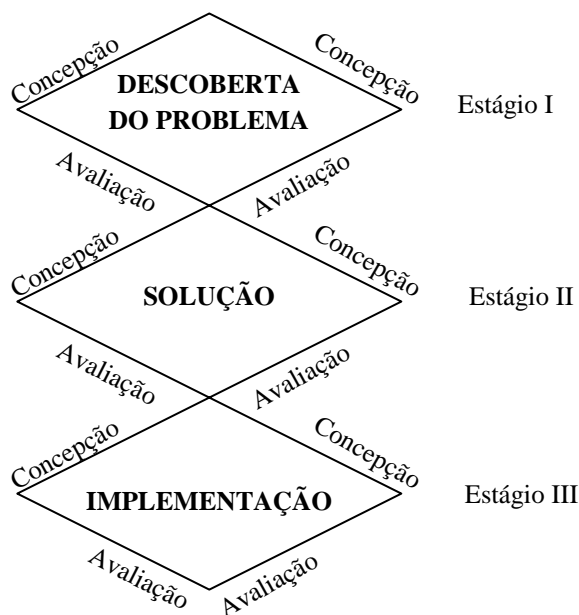 Concepção
Concepção
DESCOBERTA
DO PROBLEMA
Estágio I
Avaliação
Avaliação
Concepção
Concepção
SOLUÇÃO
Estágio II
Avaliação
Avaliação
Concepção
Concepção
IMPLEMENTAÇÃO
Estágio III
Avaliação
Avaliação